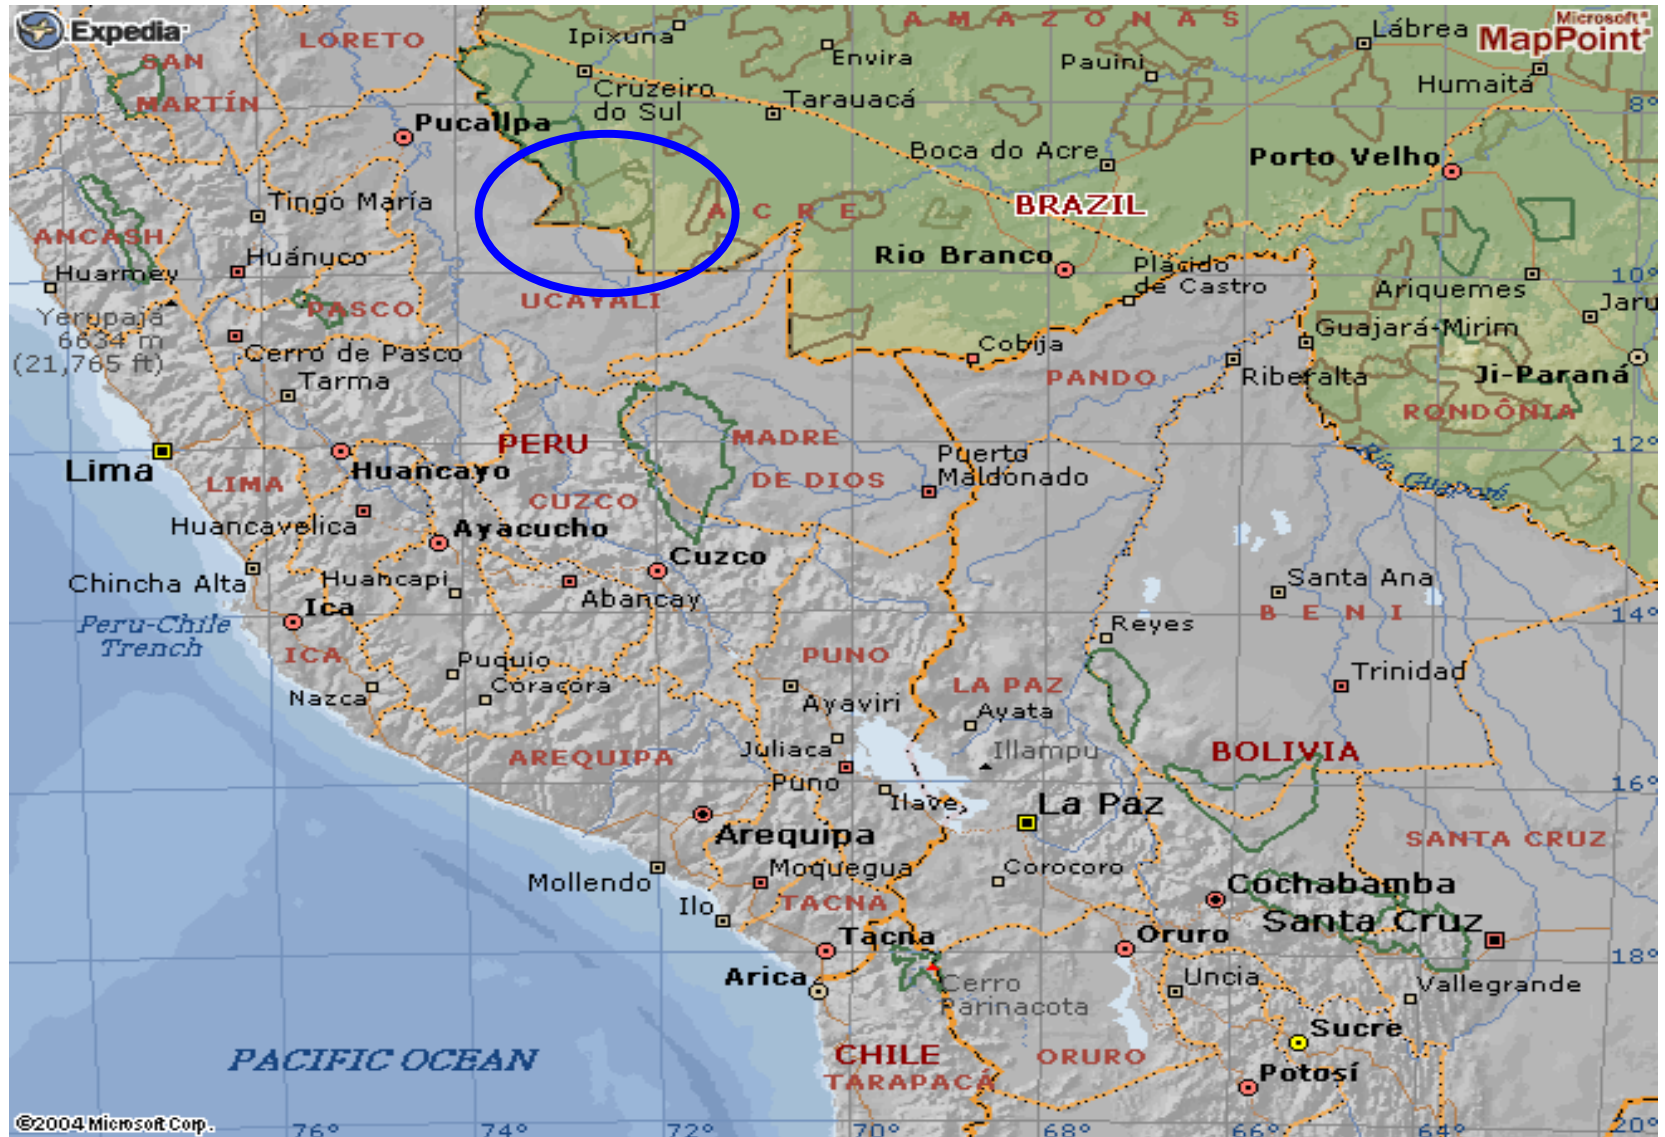 Expedia
Microsoft
MapPoint
LORETO
Ipixuna
AMAZONAS
Lábrea
Envira
Pauini
Humaitá
SAN
MARTÍN
Cruzeiro
do Sul
Tarauacá
8°
Pucallpa
Boca do Acre
Porto Velho
Tingo María
ACRE
BRAZIL
ANCASH
Huánuco
Rio Branco
Plácido
de Castro
Huarmey
10°
Ariquemes
UCAYALI
PASCO
Jaru
Yerupajá
6634 m
(21,765 ft)
Guajará-Mirim
Cerro de Pasco
Cobija
Tarma
PANDO
Riberalta
Ji-Paraná
RONDÔNIA
PERU
MADRE
DE DIOS
12°
Lima
Huancayo
Puerto
Maldonado
LIMA
CUZCO
Huancavelica
Ayacucho
Cuzco
Chincha Alta
Huancapi
Abancay
Santa Ana
Ica
BENI
14°
Peru-Chile
Trench
Reyes
ICA
Puquio
PUNO
Trinidad
Nazca
Coracora
LA PAZ
Ayaviri
Ayata
AREQUIPA
Juliaca
Illampu
BOLIVIA
Puno
16°
Ilave
La Paz
Arequipa
SANTA CRUZ
Mollendo
Moquegua
Corocoro
Cochabamba
Ilo
TACNA
Santa Cruz
Tacna
Oruro
18°
Arica
Cerro
Parinacota
Uncia
Vallegrande
Sucre
PACIFIC OCEAN
CHILE
ORURO
TARAPACÁ
Potosí
©2004 Microsoft Corp.
76°
74°
72°
70°
68°
66°
64°
20°